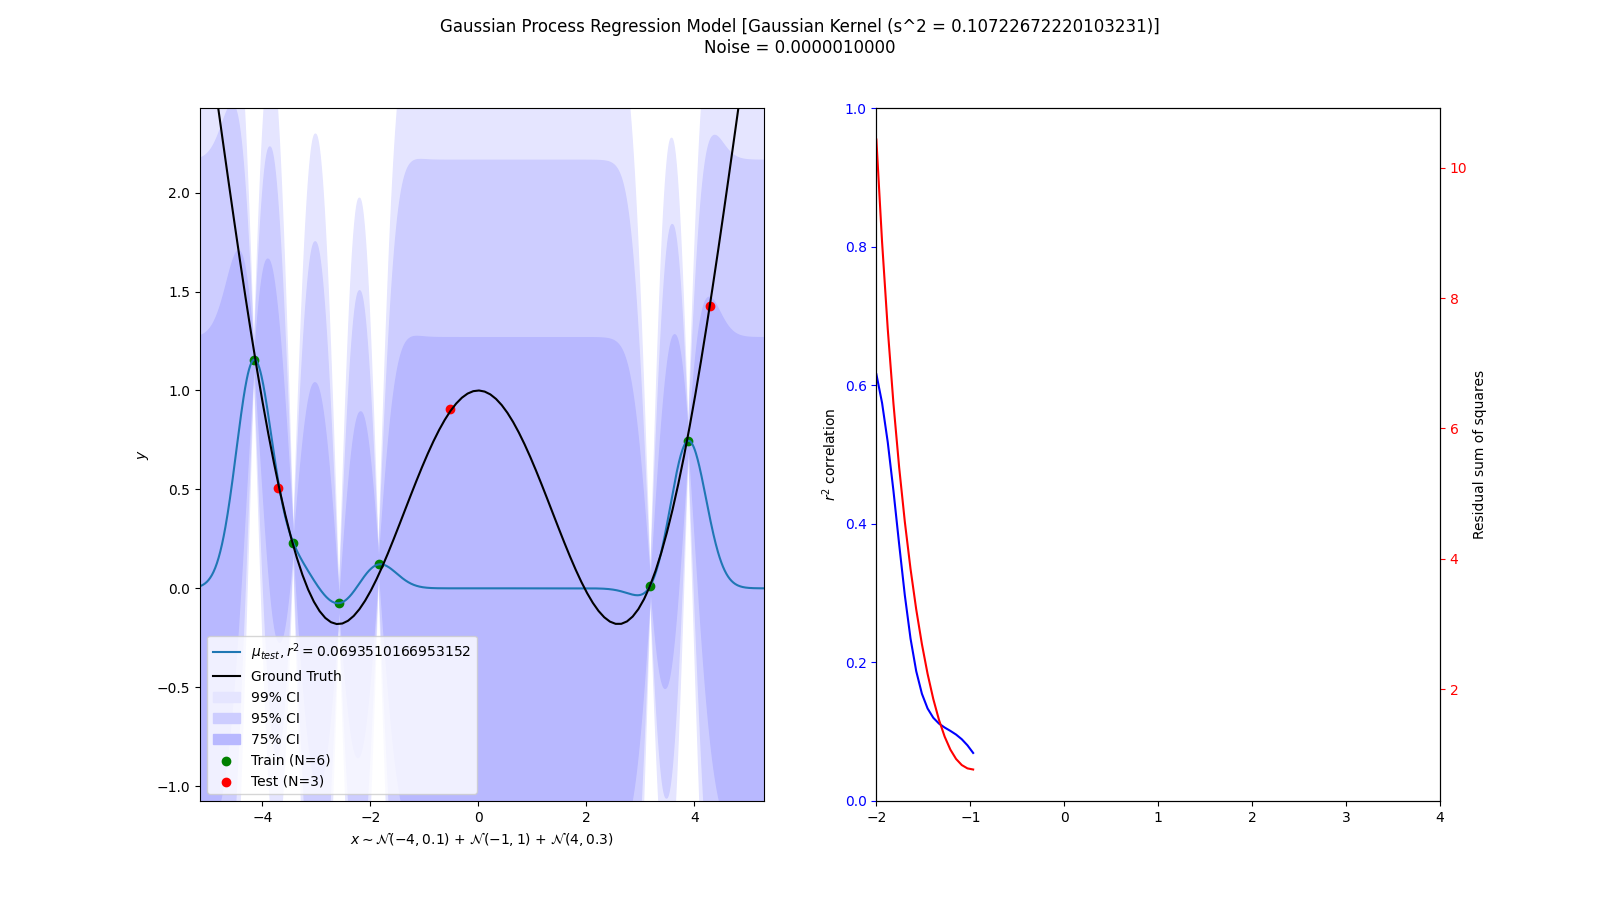 Gaussian Process Regression Model [Gaussian Kernel (s^2 = 0.10722672220103231)]
Noise = 0.0000010000
2.0
1.5
1.0
0.5
0.0
−0.5
−1.0
y
μtest, r² = 0.0693510166953152
Ground Truth
99% CI
95% CI
75% CI
Train (N=6)
Test (N=3)
−4 −2 0 2 4
x ~ 𝒩(−4, 0.1) + 𝒩(−1, 1) + 𝒩(4, 0.3)
1.0
0.8
0.6
0.4
0.2
0.0
r² correlation
−2 −1 0 1 2 3 4
10
8
6
4
2
Residual sum of squares